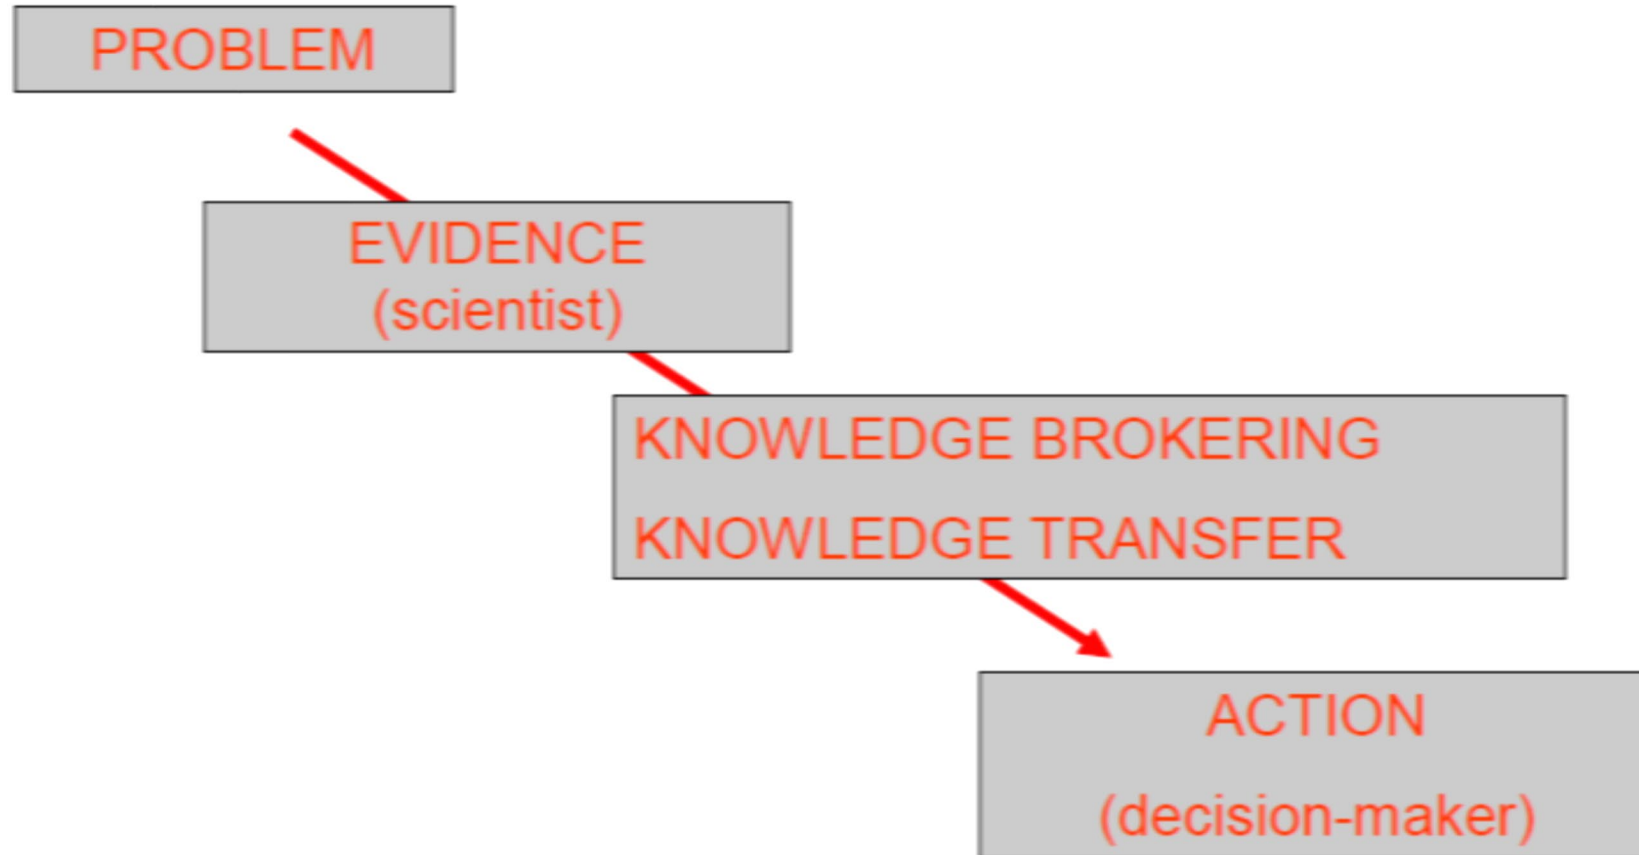 PROBLEM
EVIDENCE
(scientist)
KNOWLEDGE BROKERING
KNOWLEDGE TRANSFER
ACTION
(decision-maker)